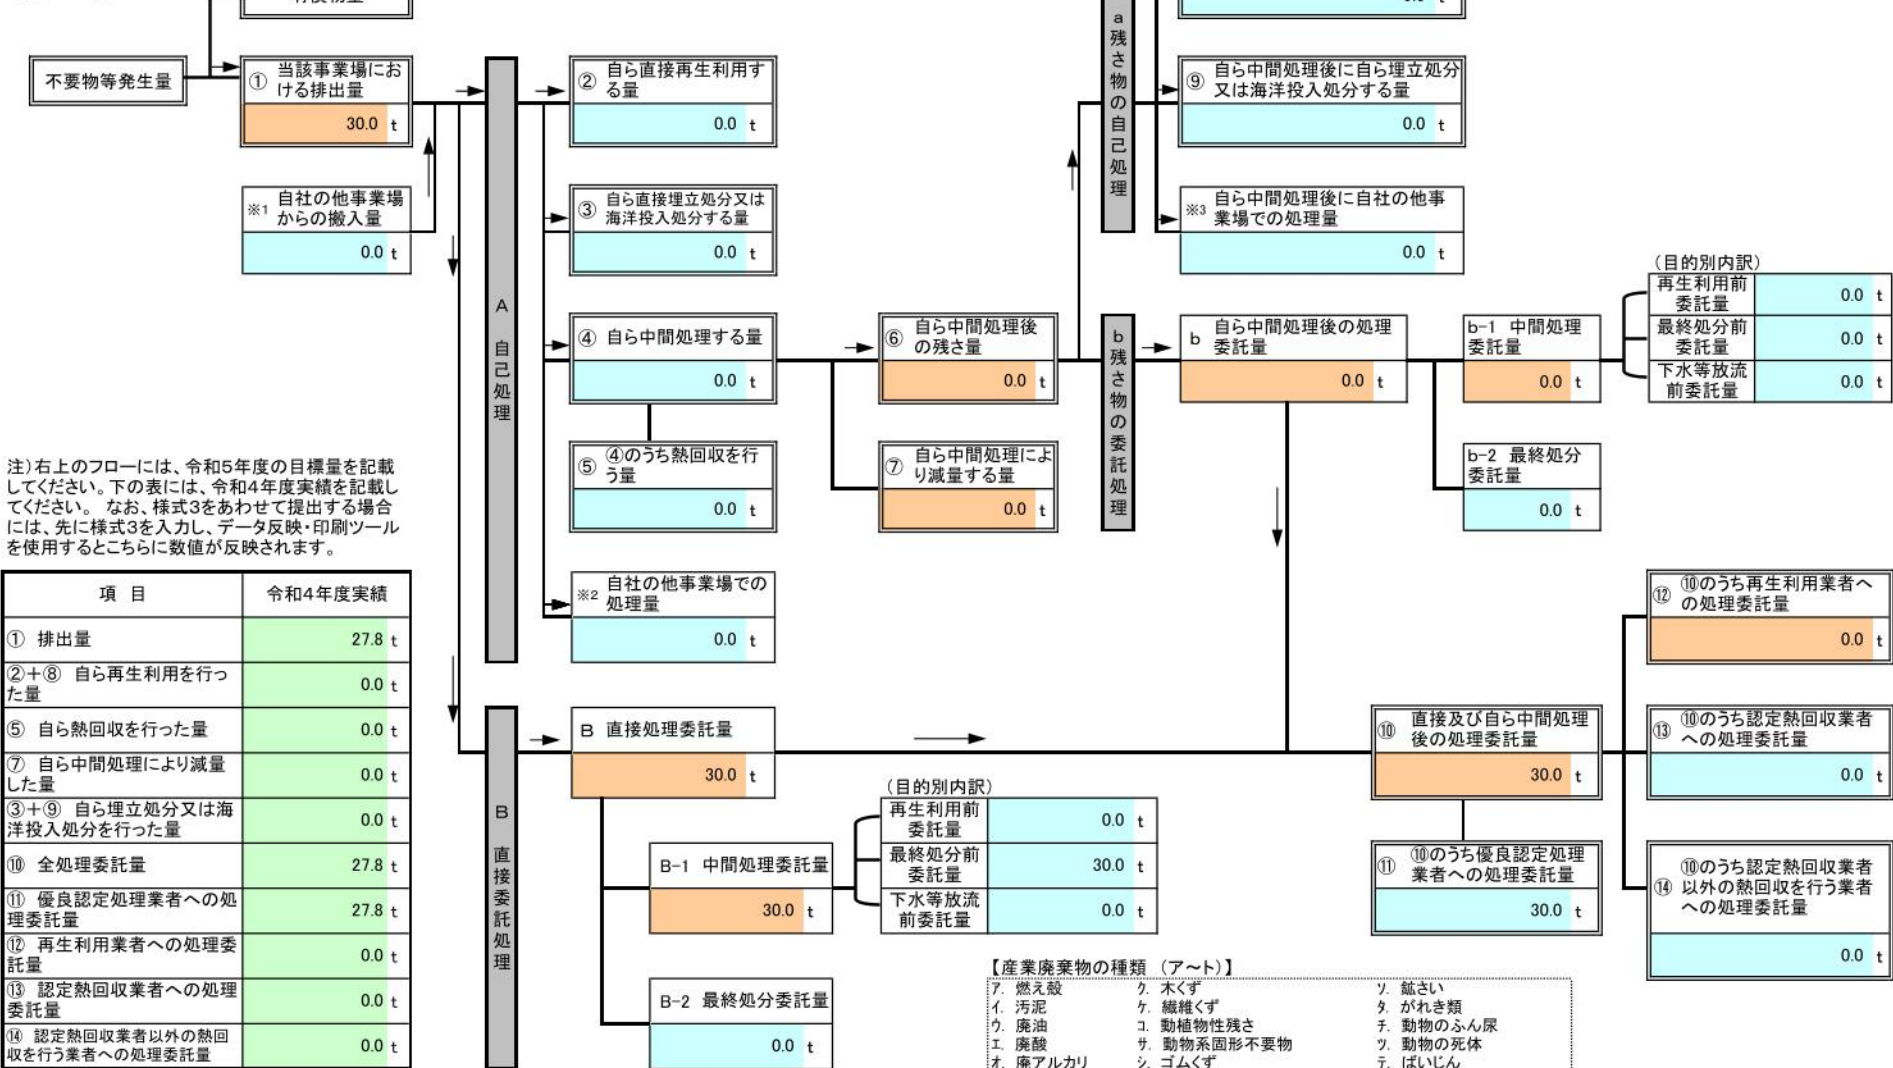 不要物等発生量
① 当該事業場にお
ける排出量
30.0 t
※1 自社の他事業場
からの搬入量
0.0 t
A 自己処理
② 自ら直接再生利用す
る量
0.0 t
③ 自ら直接埋立処分又は
海洋投入処分する量
0.0 t
④ 自ら中間処理する量
0.0 t
⑤ ④のうち熱回収を行
う量
0.0 t
※2 自社の他事業場での
処理量
0.0 t
⑥ 自ら中間処理後
の残さ量
0.0 t
⑦ 自ら中間処理によ
り減量する量
0.0 t
a残さ物の自己処理
⑨ 自ら中間処理後に自ら埋立処分
又は海洋投入処分する量
0.0 t
※3 自ら中間処理後に自社の他事
業場での処理量
0.0 t
b残さ物の委託処理
b 自ら中間処理後の処理
委託量
0.0 t
b-1 中間処理
委託量
0.0 t
(目的別内訳)
再生利用前
委託量
0.0 t
最終処分前
委託量
0.0 t
下水等放流
前委託量
0.0 t
b-2 最終処分
委託量
0.0 t
注)右上のフローには、令和5年度の目標量を記載
してください。下の表には、令和4年度実績を記載し
てください。 なお、様式3をあわせて提出する場合
には、先に様式3を入力し、データ反映・印刷ツール
を使用するとこちらに数値が反映されます。
項 目 令和4年度実績
① 排出量 27.8 t
②+⑧ 自ら再生利用を行っ
た量 0.0 t
⑤ 自ら熱回収を行った量 0.0 t
⑦ 自ら中間処理により減量
した量 0.0 t
③+⑨ 自ら埋立処分又は海
洋投入処分を行った量 0.0 t
⑩ 全処理委託量 27.8 t
⑪ 優良認定処理業者への処
理委託量 27.8 t
⑫ 再生利用業者への処理委
託量 0.0 t
⑬ 認定熱回収業者への処理
委託量 0.0 t
⑭ 認定熱回収業者以外の熱回
収を行う業者への処理委託量 0.0 t
B 直接委託処理
B 直接処理委託量
30.0 t
B-1 中間処理委託量
30.0 t
(目的別内訳)
再生利用前
委託量
0.0 t
最終処分前
委託量
30.0 t
下水等放流
前委託量
0.0 t
B-2 最終処分委託量
0.0 t
⑩ 直接及び自ら中間処理
後の処理委託量
30.0 t
⑪ ⑩のうち優良認定処理
業者への処理委託量
30.0 t
⑫ ⑩のうち再生利用業者へ
の処理委託量
0.0 t
⑬ ⑩のうち認定熱回収業者
への処理委託量
0.0 t
⑭ ⑩のうち認定熱回収業者
以外の熱回収を行う業者
への処理委託量
0.0 t
【産業廃棄物の種類 (ア～ト)】
ア. 燃え殻 ク. 木くず ソ. 鉱さい
イ. 汚泥 ケ. 繊維くず タ. がれき類
ウ. 廃油 コ. 動植物性残さ チ. 動物のふん尿
エ. 廃酸 サ. 動物系固形不要物 ツ. 動物の死体
オ. 廃アルカリ シ. ゴムくず テ. ばいじん